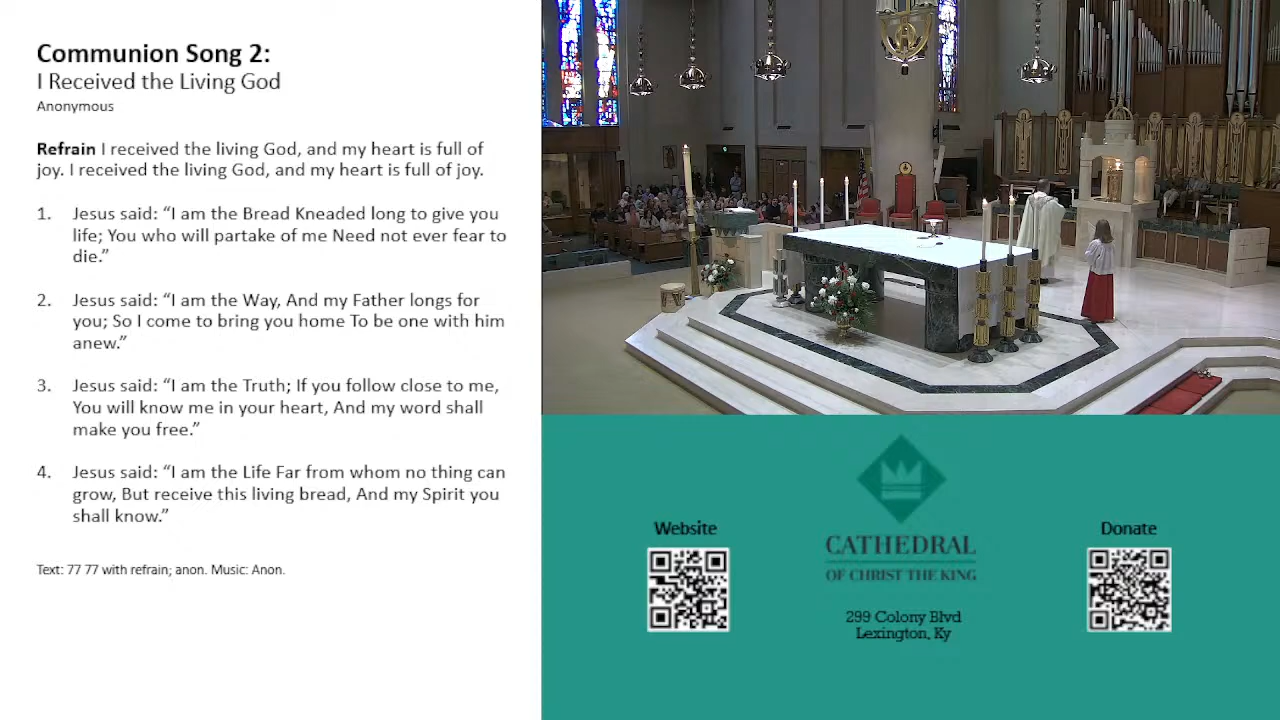 Communion Song 2:
I Received the Living God
Anonymous
Refrain I received the living God, and my heart is full of
joy. I received the living God, and my heart is full of joy.
1. Jesus said: “I am the Bread Kneaded long to give you
life; You who will partake of me Need not ever fear to
die.”
2. Jesus said: “I am the Way, And my Father longs for
you; So I come to bring you home To be one with him
anew.”
3. Jesus said: “I am the Truth; If you follow close to me,
You will know me in your heart, And my word shall
make you free.”
4. Jesus said: “I am the Life Far from whom no thing can
grow, But receive this living bread, And my Spirit you
shall know.”
Text: 77 77 with refrain; anon. Music: Anon.
Website
CATHEDRAL
OF CHRIST THE KING
299 Colony Blvd
Lexington, Ky
Donate